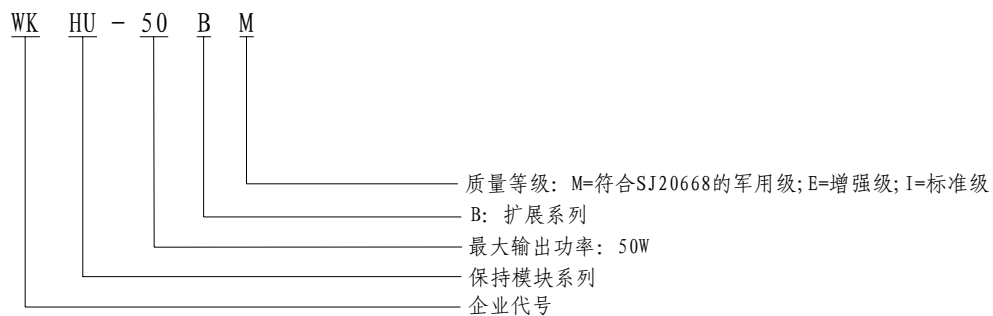 WK HU - 50 B M
质量等级: M=符合SJ20668的军用级; E=增强级; I=标准级
B: 扩展系列
最大输出功率: 50W
保持模块系列
企业代号